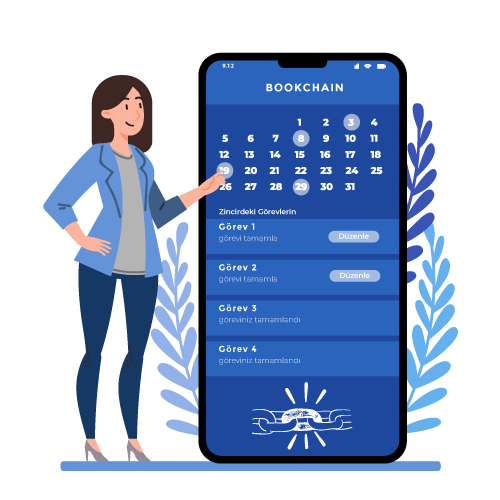 9.12
BOOKCHAIN
1 2 3 4
5 6 7 8 9 10 11
12 13 14 15 16 17 18
19 20 21 22 23 24 25
26 27 28 29 30 31
Zincirdeki Görevlerin
Görev 1
görevi tamamla
Düzenle
Görev 2
görevi tamamla
Düzenle
Görev 3
göreviniz tamamlandı
Görev 4
göreviniz tamamlandı